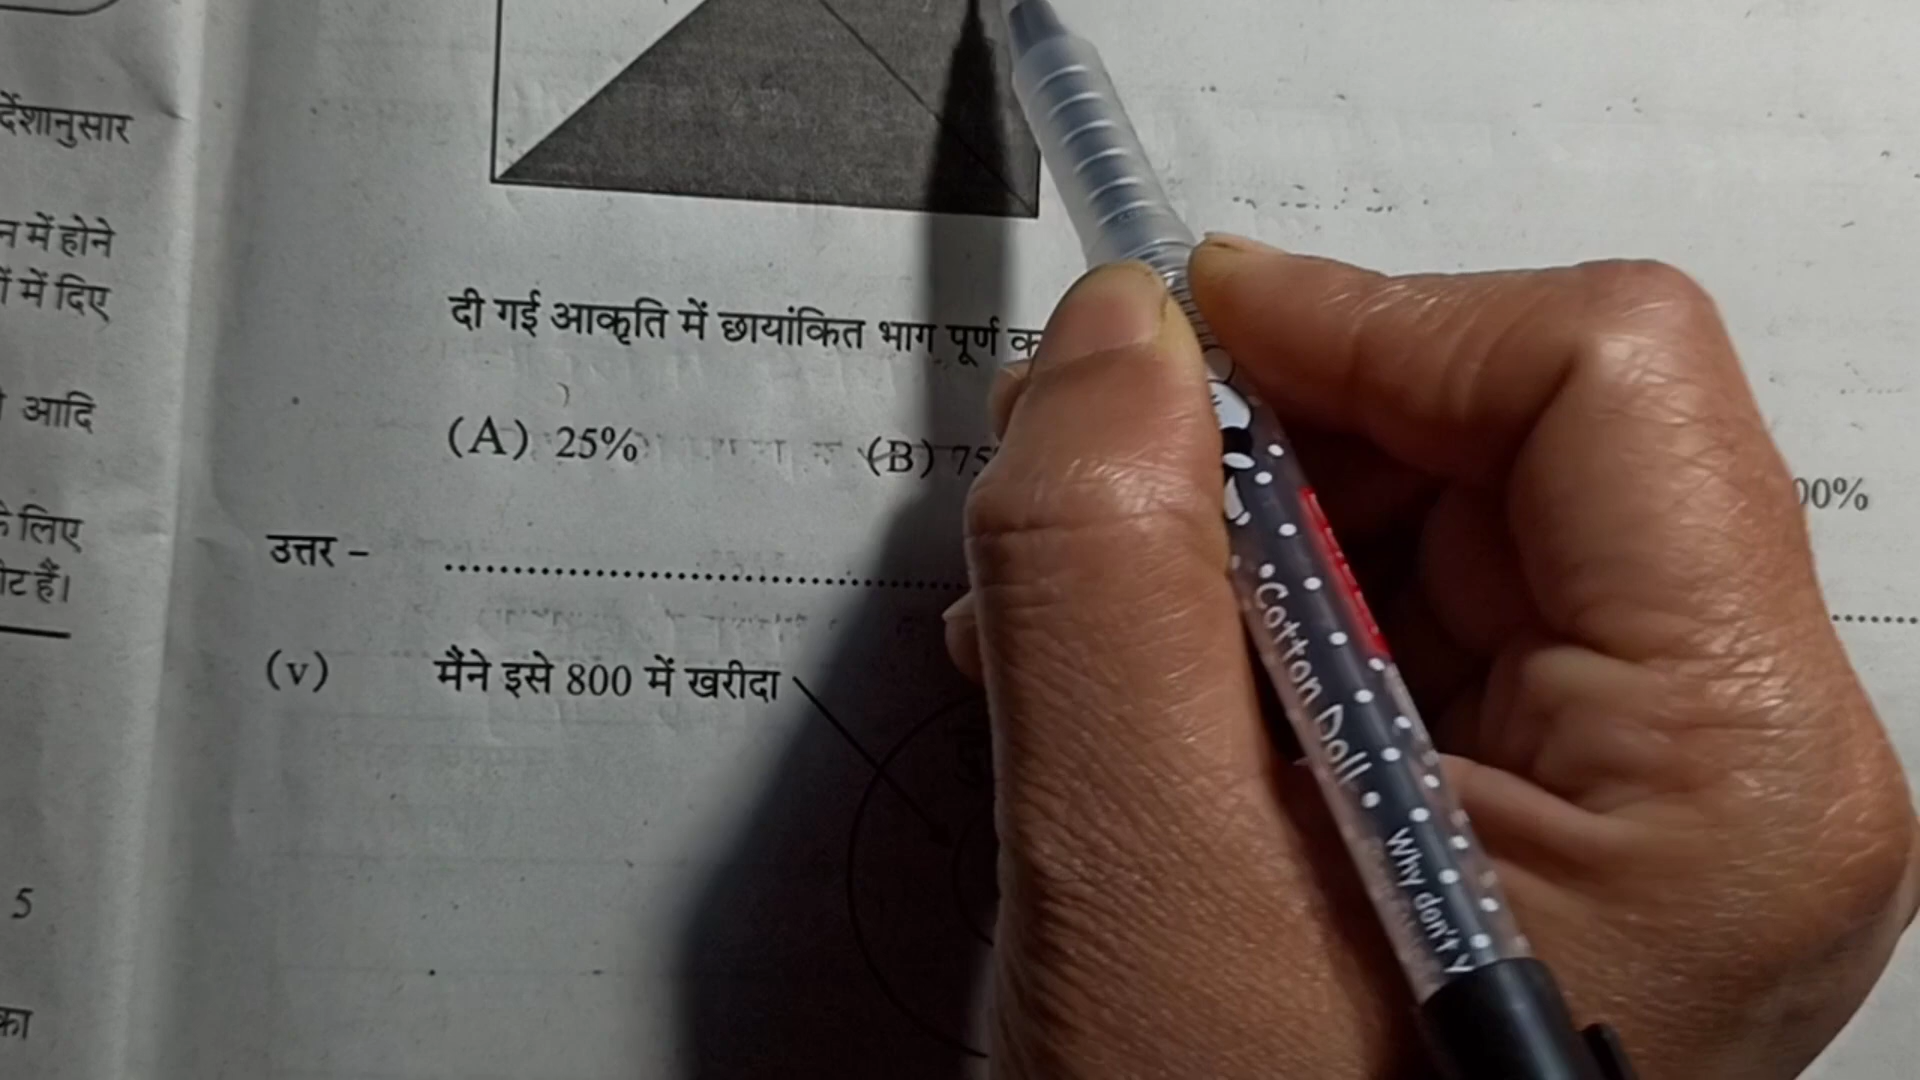 में होने
में दिए
आदि
लिए
हैं।
5
दी गई आकृति में छायांकित भाग पूर्ण
(A) 25% (B) 75
00%
उत्तर –
(v) मैंने इसे 800 में खरीदा
Cotton Doll
Why don't